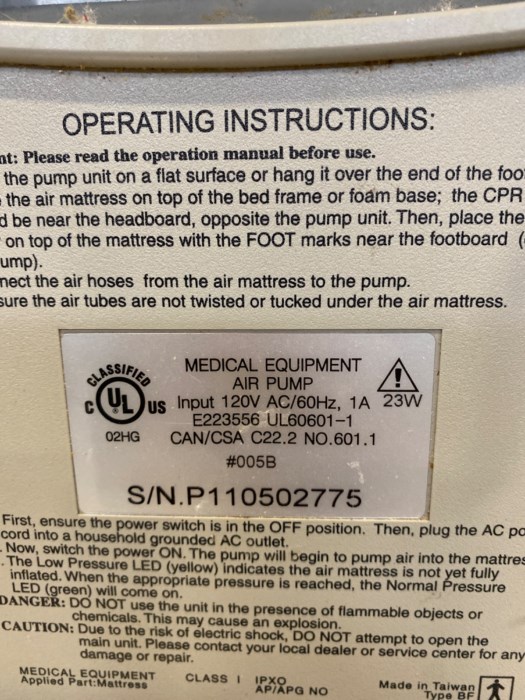 OPERATING INSTRUCTIONS:
nt: Please read the operation manual before use.
the pump unit on a flat surface or hang it over the end of the foo
the air mattress on top of the bed frame or foam base; the CPR
d be near the headboard, opposite the pump unit. Then, place the
on top of the mattress with the FOOT marks near the footboard (
ump).
nect the air hoses from the air mattress to the pump.
sure the air tubes are not twisted or tucked under the air mattress.
CLASSIFIED
C UL US
02HG
MEDICAL EQUIPMENT
AIR PUMP
Input 120V AC/60Hz, 1A 23W
E223556 UL60601-1
CAN/CSA C22.2 NO.601.1
#005B
S/N.P110502775
First, ensure the power switch is in the OFF position. Then, plug the AC po
cord into a household grounded AC outlet.
Now, switch the power ON. The pump will begin to pump air into the mattres
. The Low Pressure LED (yellow) indicates the air mattress is not yet fully
inflated. When the appropriate pressure is reached, the Normal Pressure
LED (green) will come on.
DANGER: DO NOT use the unit in the presence of flammable objects or
chemicals. This may cause an explosion.
CAUTION: Due to the risk of electric shock, DO NOT attempt to open the
main unit. Please contact your local dealer or service center for any
damage or repair.
MEDICAL EQUIPMENT
Applied Part:Mattress
CLASS I
IPXO
AP/APG NO
Made in Taiwan
Type BF